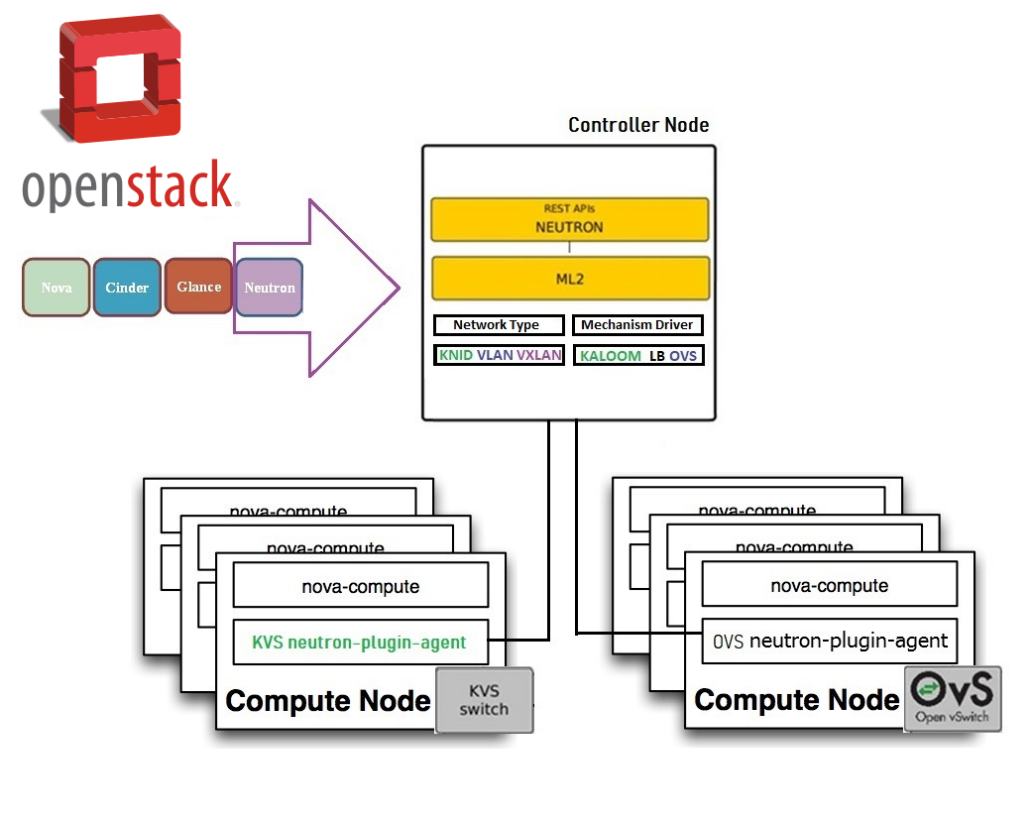 openstack.
Controller Node
REST APIs
NEUTRON
ML2
Network Type
Mechanism Driver
KNID VLAN VXLAN
KALOOM LB OVS
Nova
Cinder
Glance
Neutron
nova-compute
nova-compute
nova-compute
KVS neutron-plugin-agent
Compute Node
KVS
switch
nova-compute
nova-compute
nova-compute
OVS neutron-plugin-agent
Compute Node
OvS
Open vSwitch